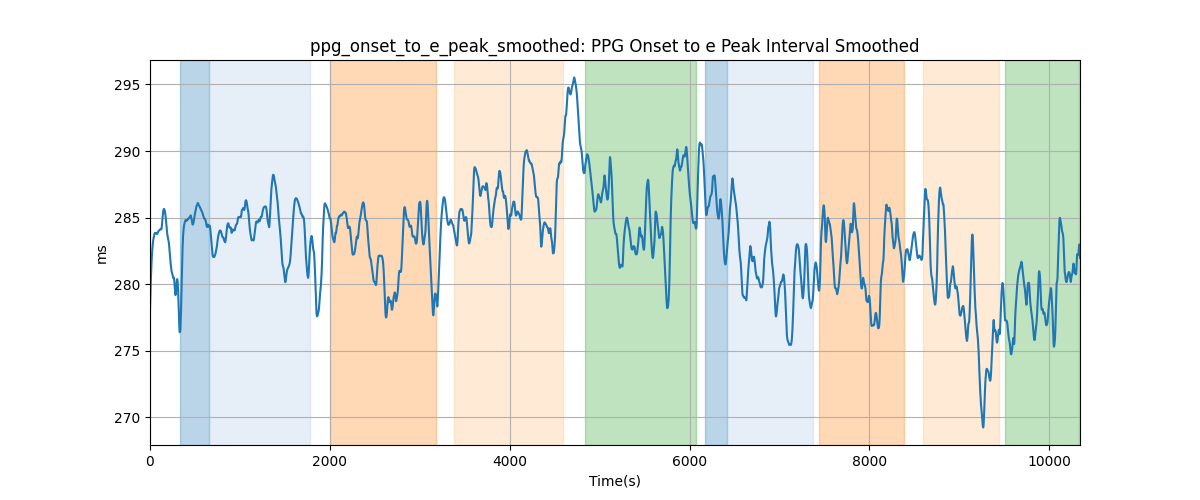 ppg_onset_to_e_peak_smoothed: PPG Onset to e Peak Interval Smoothed
295
290
285
280
275
270
ms
0 2000 4000 6000 8000 10000
Time(s)